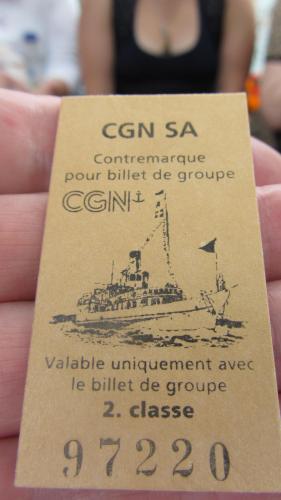 CGN SA
Contremarque
pour billet de groupe
CGN
Valable uniquement avec
le billet de groupe
2. classe
97220